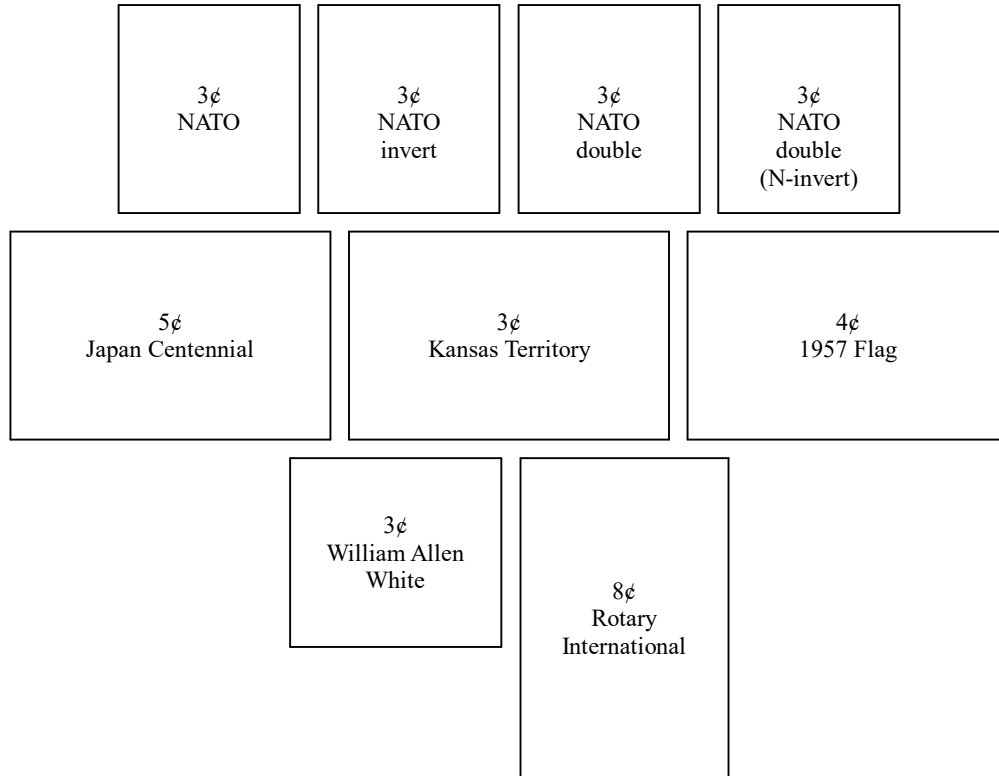 3¢
NATO
3¢
NATO
invert
3¢
NATO
double
3¢
NATO
double
(N-invert)
5¢
Japan Centennial
3¢
Kansas Territory
4¢
1957 Flag
3¢
William Allen
White
8¢
Rotary
International